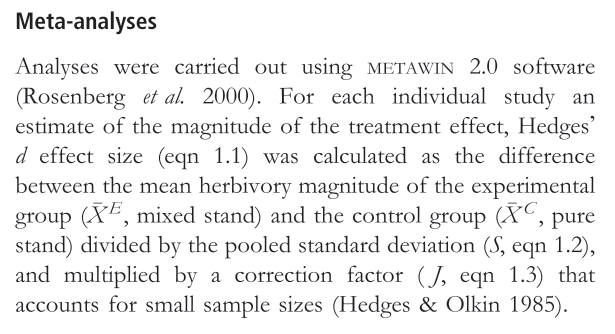 Meta-analyses
Analyses were carried out using METAWIN 2.0 software
(Rosenberg et al. 2000). For each individual study an
estimate of the magnitude of the treatment effect, Hedges’
d effect size (eqn 1.1) was calculated as the difference
between the mean herbivory magnitude of the experimental
group (X̄ᴱ, mixed stand) and the control group (X̄ᶜ, pure
stand) divided by the pooled standard deviation (S, eqn 1.2),
and multiplied by a correction factor ( J, eqn 1.3) that
accounts for small sample sizes (Hedges & Olkin 1985).